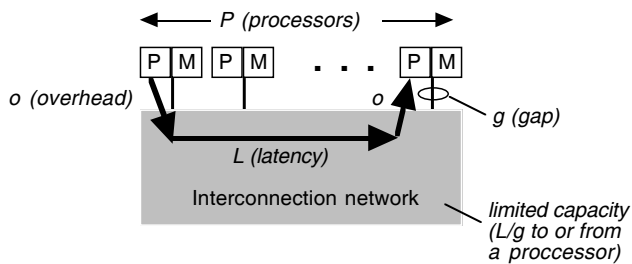 P (processors)
P M P M . . . P M
o (overhead)
o
g (gap)
L (latency)
Interconnection network
limited capacity
(L/g to or from
a proccessor)